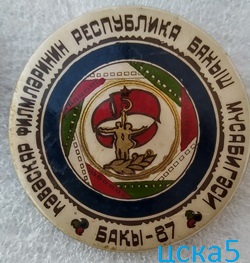 ҺӘВӘСКАР ФИЛМЛӘРИНИН РЕСПУБЛИКА БАХЫШ МҮСАБИГӘСИ
БАКЫ-87
цска5